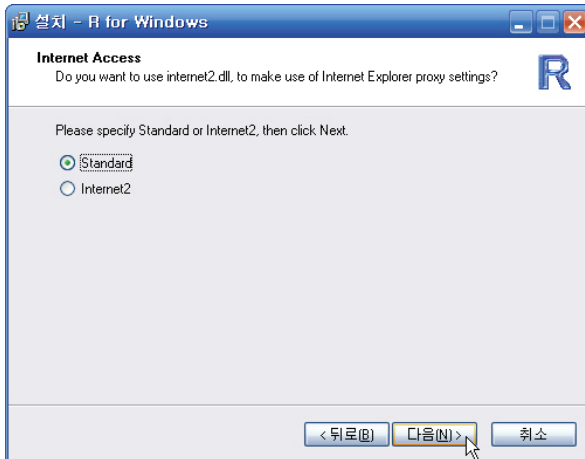 설치 - R for Windows
Internet Access
Do you want to use internet2.dll, to make use of Internet Explorer proxy settings?
R
Please specify Standard or Internet2, then click Next.
Standard
Internet2
< 뒤로(B)
다음(N) >
취소